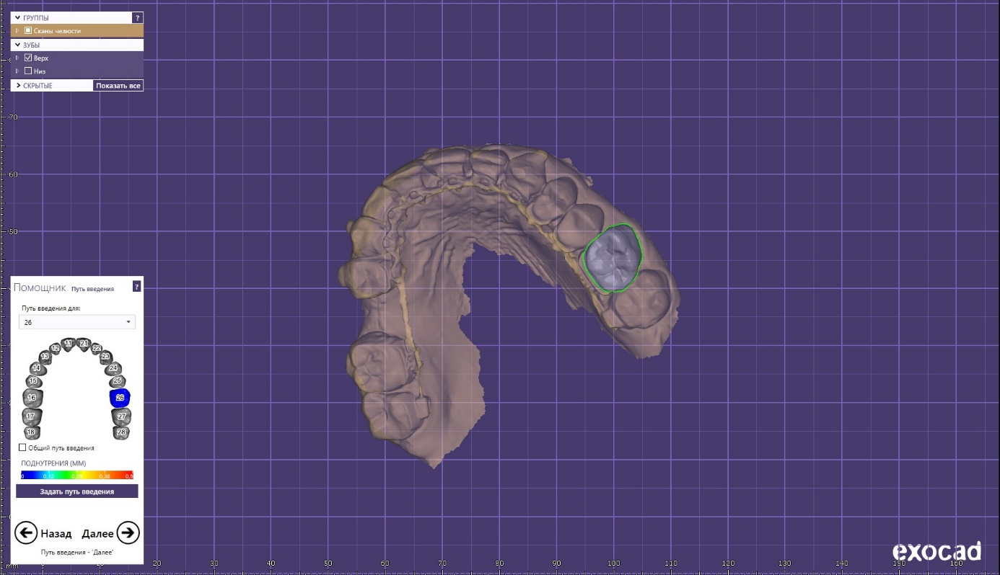 ГРУППЫ ?
Сканы челюсти
ЗУБЫ
Верх
Низ
СКРЫТЫЕ Показать все
70
60
50
Помощник Путь введения ?
Путь введения для:
26
11 21
12 22
13 23
14 24
15 25
16 26
17 27
18 28
Общий путь введения
ПОДНУТРЕНИЯ (ММ)
0 0,12 0,38 0,5
Задать путь введения
Назад Далее
Путь введения - 'Далее'
exocad
mm 20 30 40 50 60 70 80 90 100 110 120 130 140 150 160